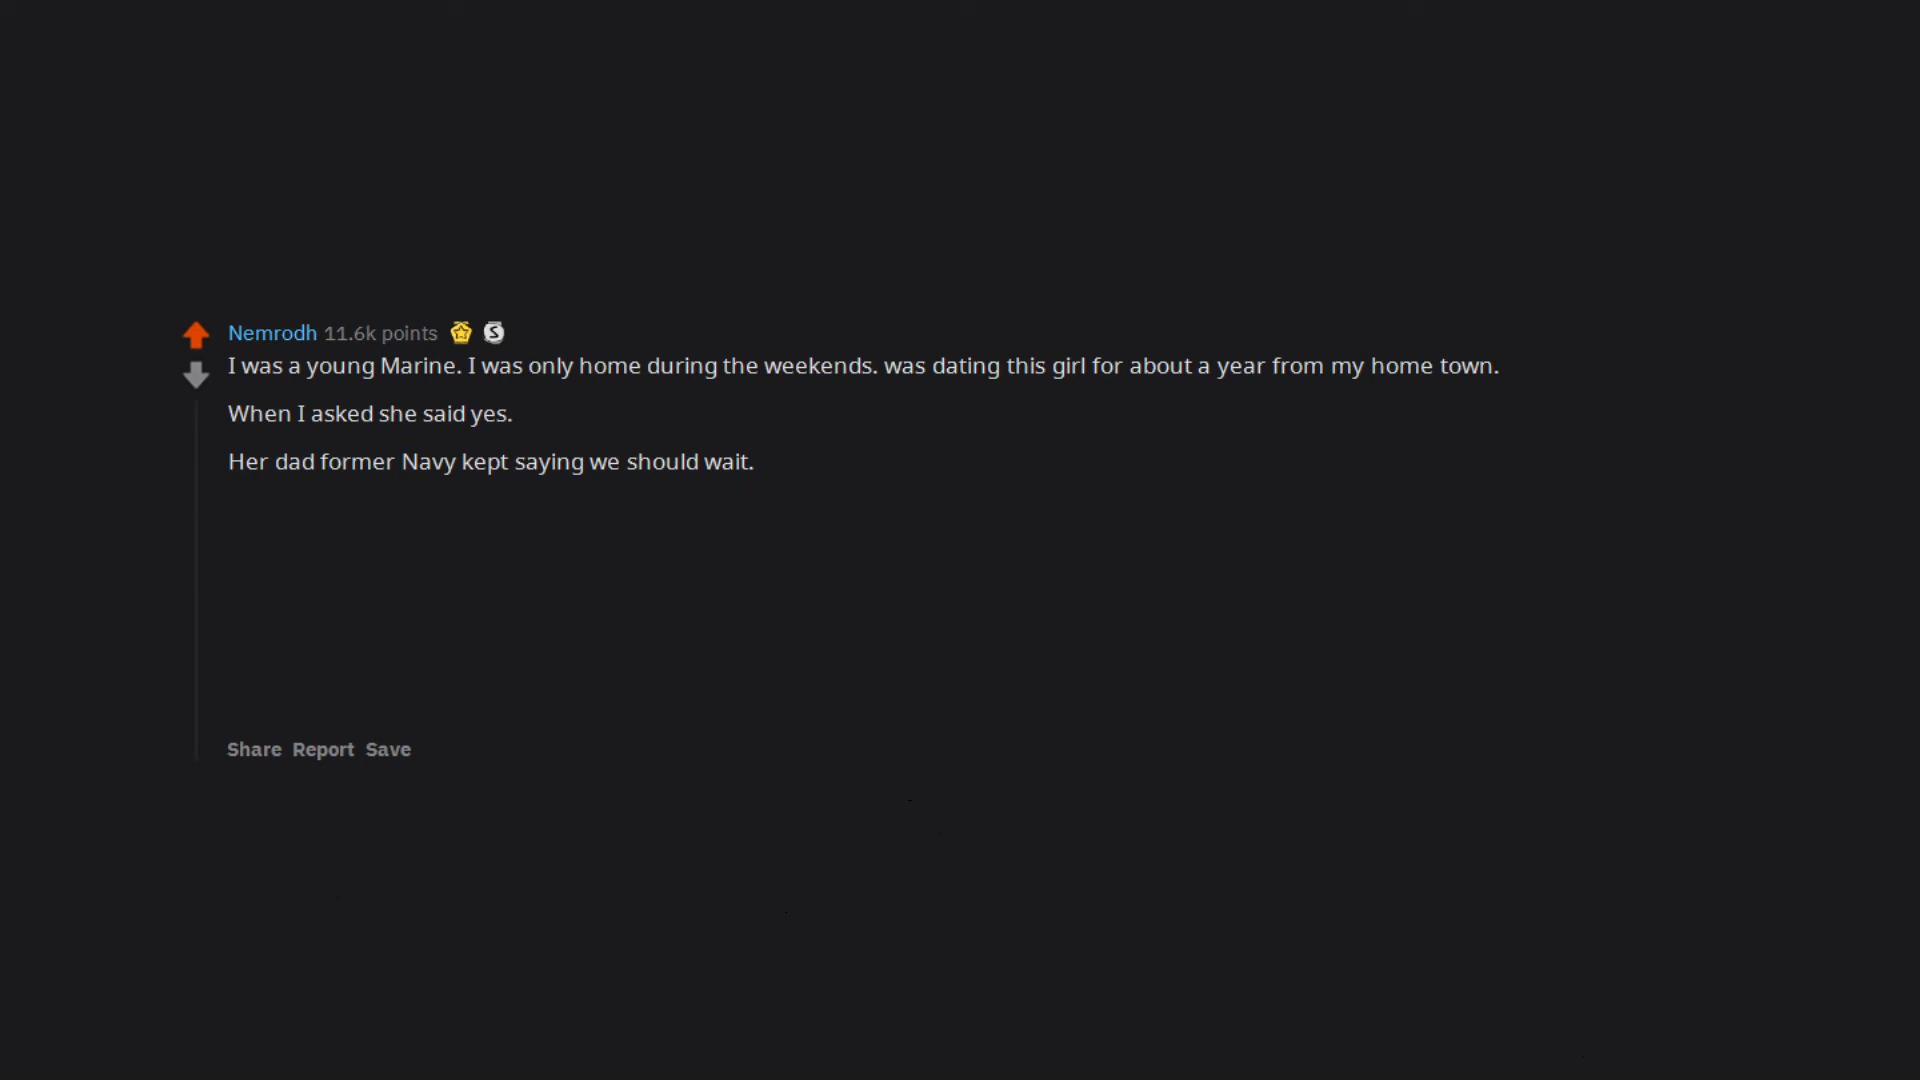 Nemrodh 11.6k points
I was a young Marine. I was only home during the weekends. was dating this girl for about a year from my home town.
When I asked she said yes.
Her dad former Navy kept saying we should wait.
Share Report Save